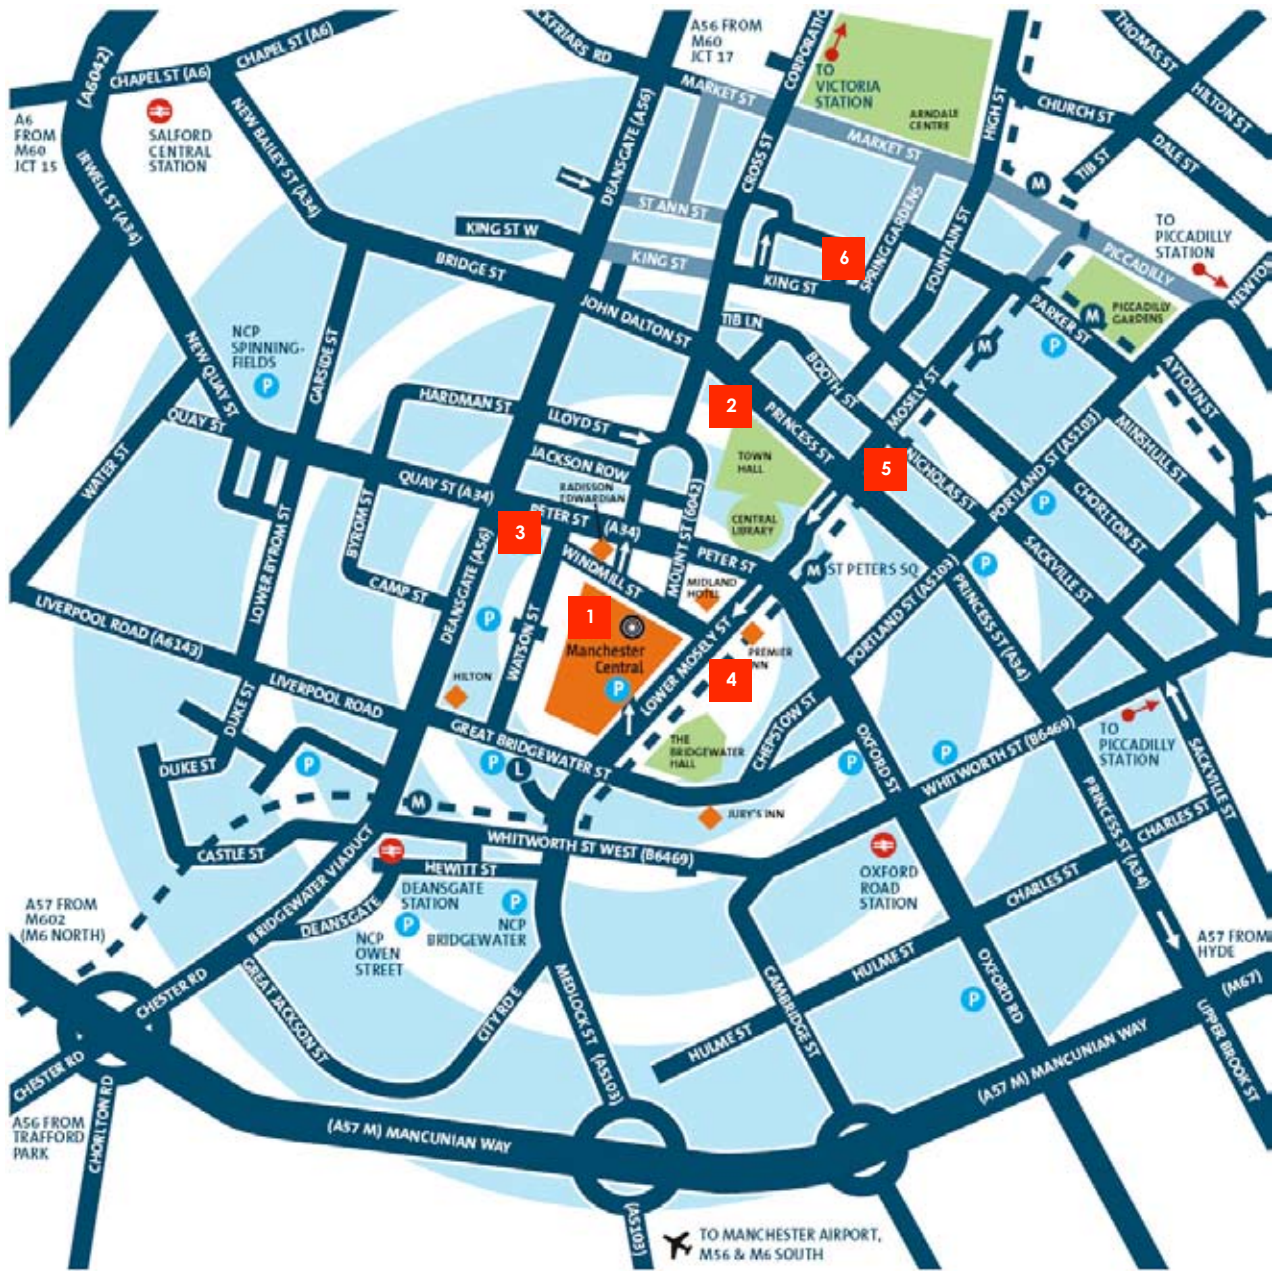 A56 FROM
M60
JCT 17
CHAPEL ST (A6)
CHAPEL ST (A6)
(A6042)
A6
FROM
M60
JCT 15
SALFORD
CENTRAL
STATION
IRWELL ST (A34)
NEW BAILEY ST (A34)
DEANSGATE (A56)
MARKET ST
MARKET ST
TO
VICTORIA
STATION
ARNDALE
CENTRE
HIGH ST
THOMAS ST
HILTON ST
CHURCH ST
DALE ST
TIB ST
M
CROSS ST
ST ANN ST
KING ST W
KING ST
KING ST
SPRING GARDENS
FOUNTAIN ST
6
TO
PICCADILLY
STATION
PICCADILLY
PICCADILLY
GARDENS
M
PARKER ST
P
M
BRIDGE ST
JOHN DALTON ST
TIB LN
BOOTH ST
MOSELY ST
AYTOUN ST
MINSHULL ST
NCP
SPINNING-
FIELDS
P
GARSIDE ST
NEW QUAY ST
QUAY ST
WATER ST
HARDMAN ST
LLOYD ST
JACKSON ROW
2
PRINCESS ST
TOWN
HALL
CENTRAL
LIBRARY
5
NICHOLAS ST
PORTLAND ST (A5103)
P
CHORLTON ST
SACKVILLE ST
QUAY ST (A34)
BYROM ST
LOWER BYROM ST
CAMP ST
RADISSON
EDWARDIAN
PETER ST
(A34)
3
WINDMILL ST
MOUNT ST (6042)
PETER ST
MIDLAND
HOTEL
M
ST PETERS SQ
P
PORTLAND ST (A5103)
PRINCESS ST (A34)
LIVERPOOL ROAD (A6143)
LIVERPOOL ROAD
DEANSGATE (A56)
P
WATSON ST
1
Manchester
Central
P
LOWER MOSELY ST
4
THE
BRIDGEWATER
HALL
CHEPSTOW ST
OXFORD ST
HILTON
GREAT BRIDGEWATER ST
P
L
DUKE ST
DUKE ST
P
M
P
P
WHITWORTH ST (B6469)
TO
PICCADILLY
STATION
SACKVILLE ST
PRINCESS ST (A34)
CHARLES ST
CHARLES ST
JURY'S INN
WHITWORTH ST WEST (B6469)
CASTLE ST
BRIDGEWATER VIADUCT
HEWITT ST
DEANSGATE
STATION
DEANSGATE
P
NCP
BRIDGEWATER
P
NCP
OWEN
STREET
OXFORD
ROAD
STATION
A57 FROM
M602
(M6 NORTH)
CHESTER RD
GREAT JACKSON ST
CITY RD E
MEDLOCK ST (A5103)
CAMBRIDGE ST
HULME ST
HULME ST
OXFORD RD
P
A57 FROM
HYDE
(M67)
UPPER BROOK ST
(A57 M) MANCUNIAN WAY
(A57 M) MANCUNIAN WAY
CHESTER RD
A56 FROM
TRAFFORD
PARK
CHORLTON RD
(A5103)
TO MANCHESTER AIRPORT,
M56 & M6 SOUTH